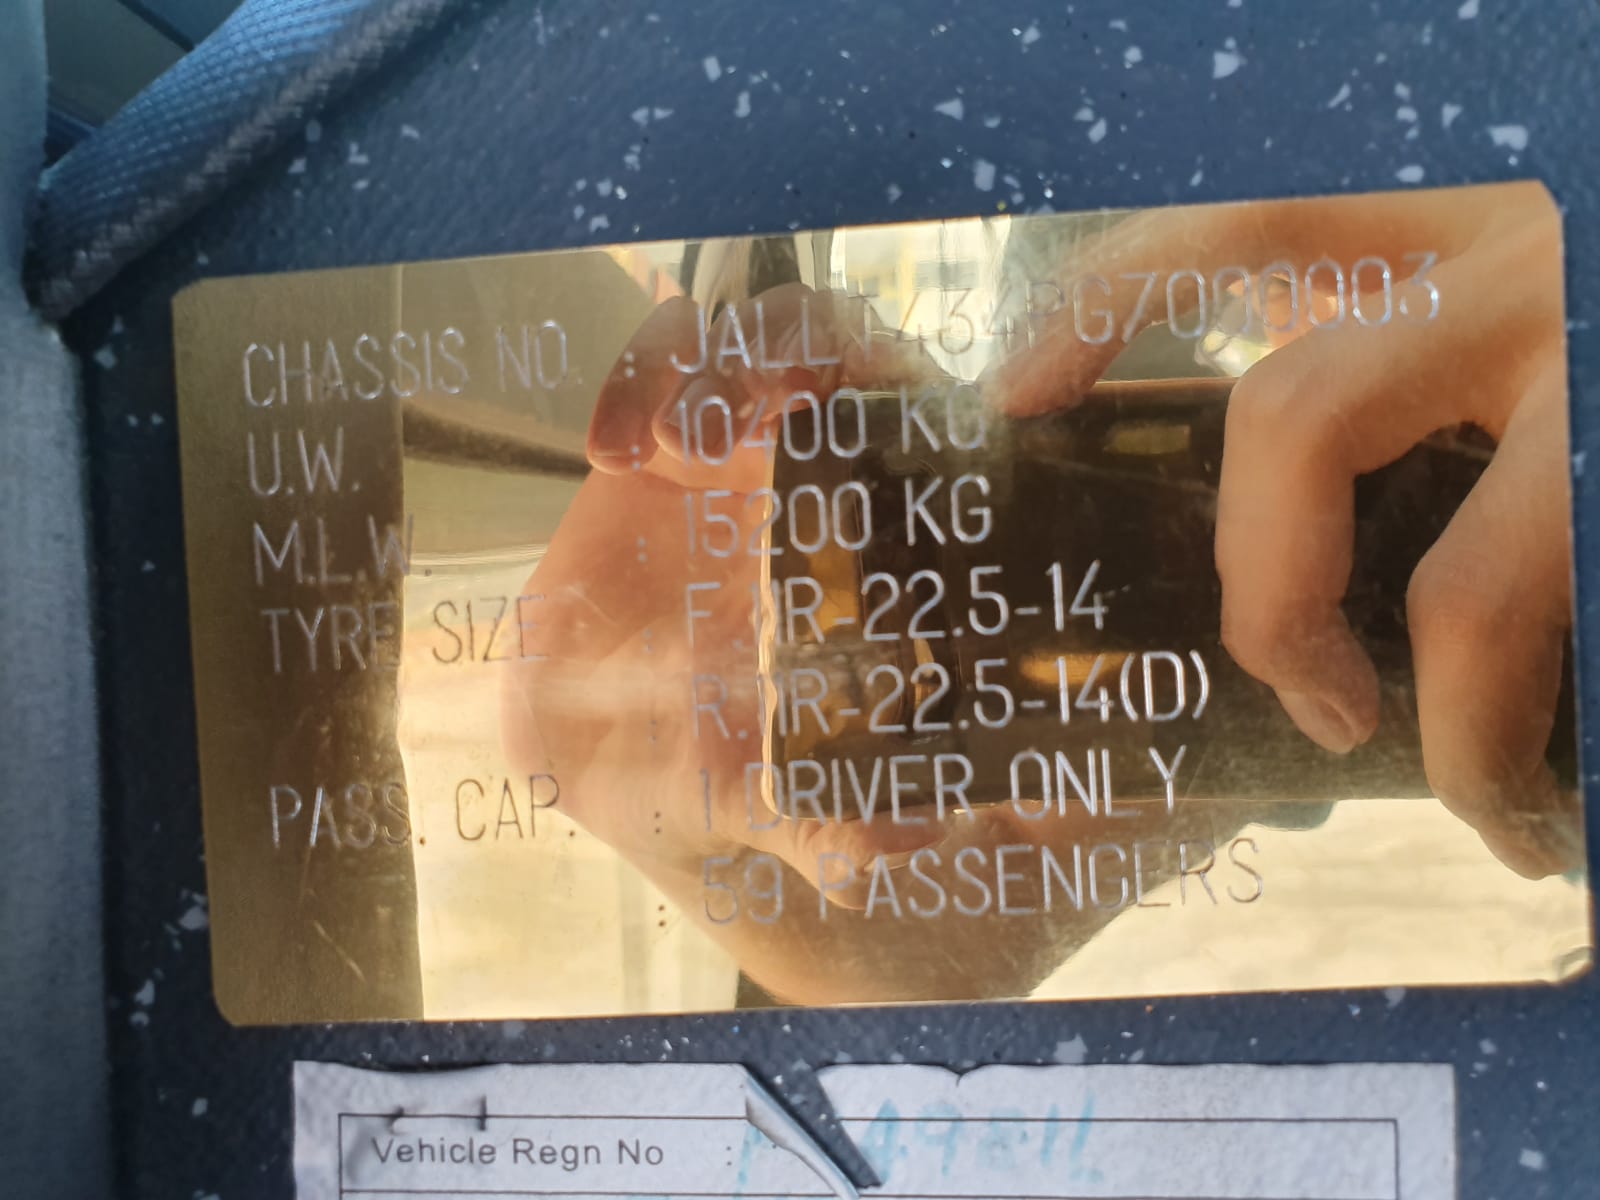 CHASSIS NO. : JALLT434PG7000003
U.W. : 10400 KG
M.L.W. : 15200 KG
TYRE SIZE : F.11R-22.5-14
: R.11R-22.5-14(D)
PASS. CAP. : 1 DRIVER ONLY
: 59 PASSENGERS
Vehicle Regn No :